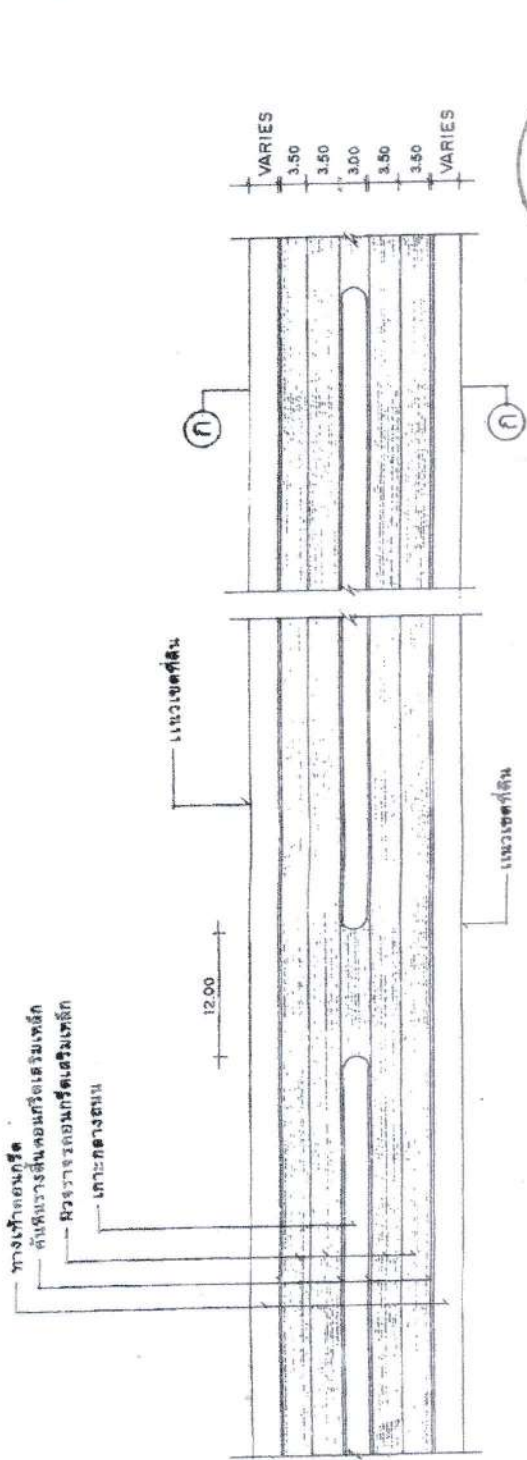 ทางเท้าคอนกรีต
คันหินรางตื้นคอนกรีตเสริมเหล็ก
ผิวจราจรคอนกรีตเสริมเหล็ก
เกาะกลางถนน
12.00
แนวเขตที่ดิน
ก
VARIES
3.50
3.50
3.00
3.50
3.50
VARIES
แนวเขตที่ดิน
ก